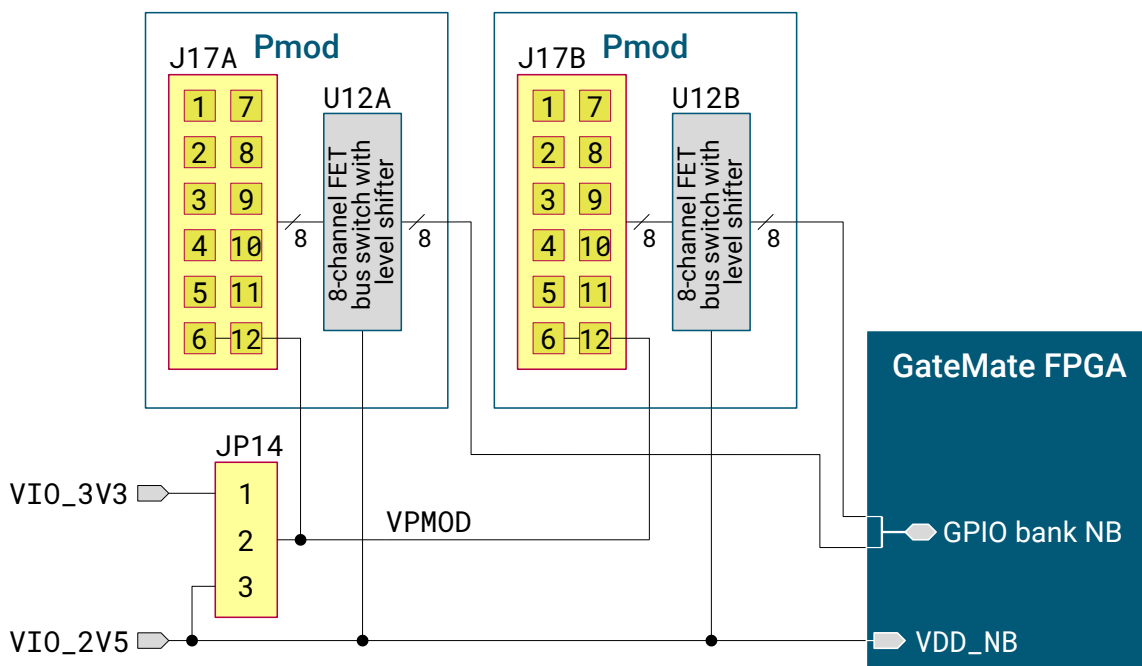 Pmod
Pmod
J17A
J17B
U12A
U12B
1 7
2 8
3 9
4 10
5 11
6 12
8-channel FET
bus switch with
level shifter
8
8
1 7
2 8
3 9
4 10
5 11
6 12
8-channel FET
bus switch with
level shifter
8
8
GateMate FPGA
JP14
VIO_3V3
1
2
3
VPMOD
GPIO bank NB
VIO_2V5
VDD_NB